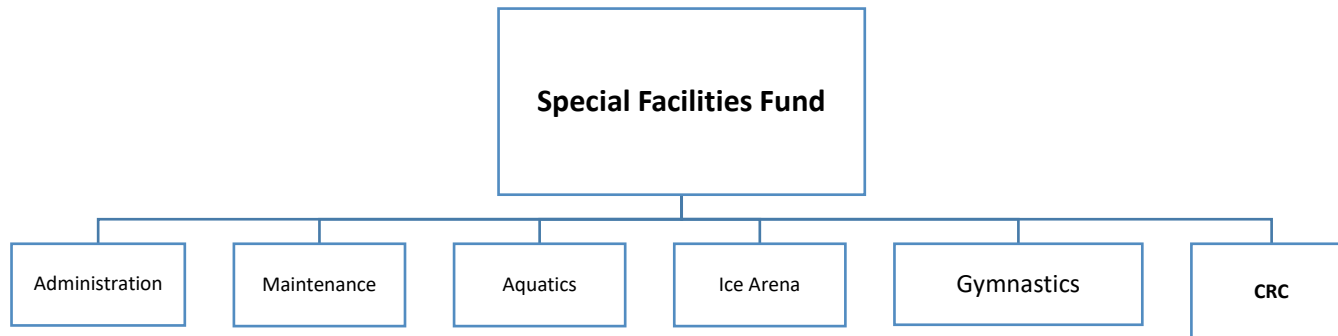 Special Facilities Fund
Administration
Maintenance
Aquatics
Ice Arena
Gymnastics
CRC